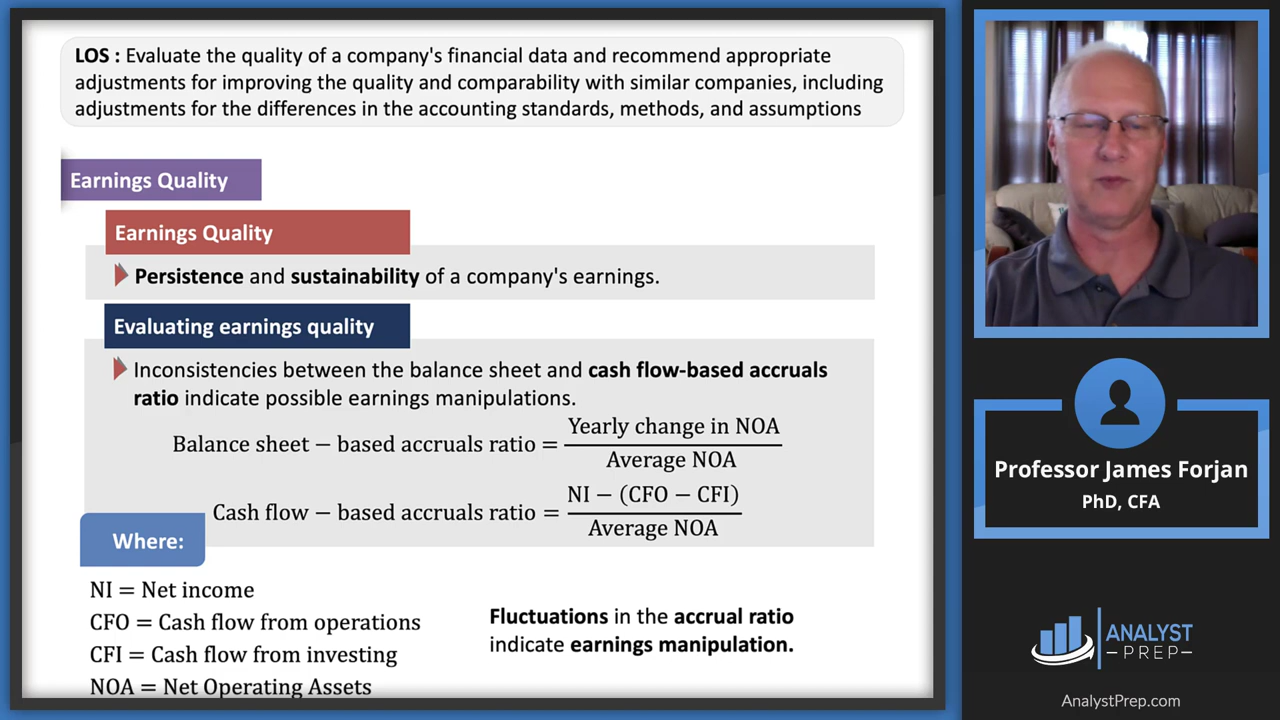 LOS : Evaluate the quality of a company's financial data and recommend appropriate
adjustments for improving the quality and comparability with similar companies, including
adjustments for the differences in the accounting standards, methods, and assumptions
Earnings Quality
Earnings Quality
Persistence and sustainability of a company's earnings.
Evaluating earnings quality
Inconsistencies between the balance sheet and cash flow-based accruals
ratio indicate possible earnings manipulations.
Balance sheet − based accruals ratio = Yearly change in NOA / Average NOA
Cash flow − based accruals ratio = NI − (CFO − CFI) / Average NOA
Where:
NI = Net income
CFO = Cash flow from operations
CFI = Cash flow from investing
NOA = Net Operating Assets
Fluctuations in the accrual ratio
indicate earnings manipulation.
Professor James Forjan
PhD, CFA
ANALYST
PREP
AnalystPrep.com